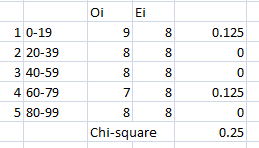 Oi Ei
1 0-19 9 8 0.125
2 20-39 8 8 0
3 40-59 8 8 0
4 60-79 7 8 0.125
5 80-99 8 8 0
Chi-square 0.25